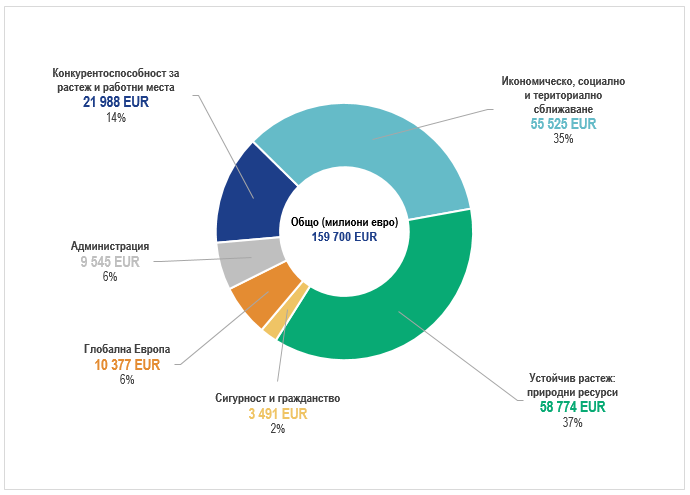 Конкурентоспособност за
растеж и работни места
21 988 EUR
14%
Икономическо, социално
и териториално
сближаване
55 525 EUR
35%
Общо (милиони евро)
159 700 EUR
Администрация
9 545 EUR
6%
Глобална Европа
10 377 EUR
6%
Сигурност и гражданство
3 491 EUR
2%
Устойчив растеж:
природни ресурси
58 774 EUR
37%